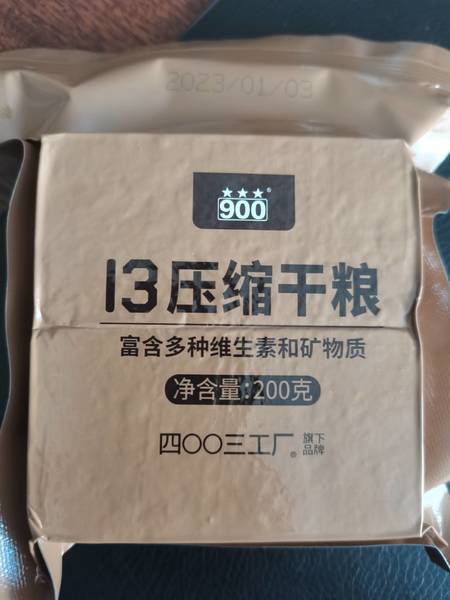 2023/01/03
★★★®
900
13压缩干粮
富含多种维生素和矿物质
净含量:200克
四〇〇三工厂® 旗下
品牌